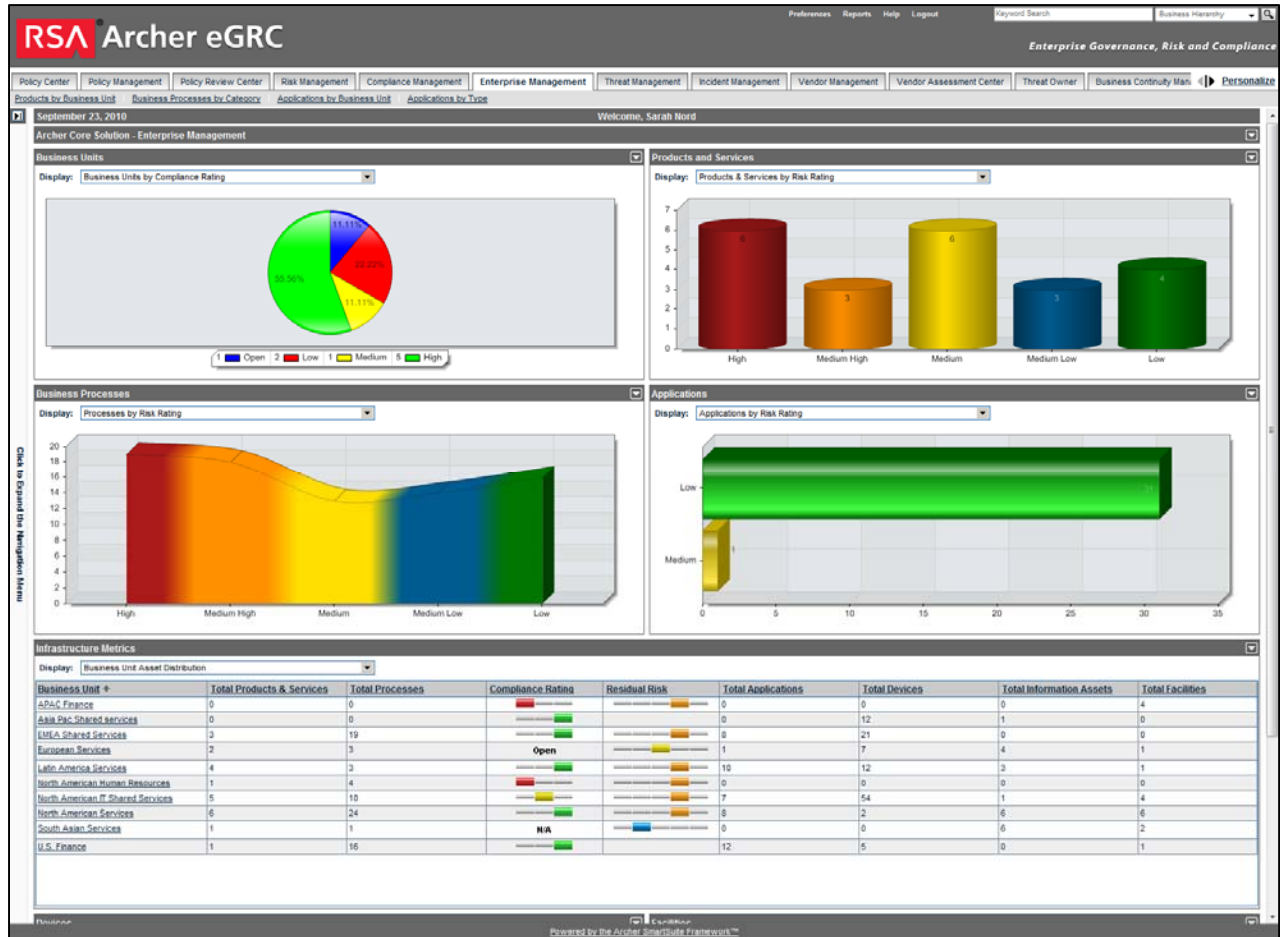 Preferences Reports Help Logout Keyword Search Business Hierarchy
RSA Archer eGRC
Enterprise Governance, Risk and Compliance
Policy Center Policy Management Policy Review Center Risk Management Compliance Management Enterprise Management Threat Management Incident Management Vendor Management Vendor Assessment Center Threat Owner Business Continuity Man Personalize
Products by Business Unit Business Processes by Category Applications by Business Unit Applications by Type
September 23, 2010 Welcome, Sarah Nord
Archer Core Solution - Enterprise Management
Click to Expand the Navigation Menu
Business Units
Display: Business Units by Compliance Rating
11.11%
22.22%
55.56%
11.11%
1 Open 2 Low 1 Medium 5 High
Products and Services
Display: Products & Services by Risk Rating
7
6
5
4
3
2
1
0
6 3 6 3 4
High Medium High Medium Medium Low Low
Business Processes
Display: Processes by Risk Rating
20
18
16
14
12
10
8
6
4
2
0
High Medium High Medium Medium Low Low
Applications
Display: Applications by Risk Rating
Low 31
Medium 1
0 5 10 15 20 25 30 35
Infrastructure Metrics
Display: Business Unit Asset Distribution
Business Unit Total Products & Services Total Processes Compliance Rating Residual Risk Total Applications Total Devices Total Information Assets Total Facilities
APAC Finance 0 0 0 0 0 4
Asia Pac Shared services 0 0 0 12 1 0
EMEA Shared Services 3 19 8 21 0 0
European Services 2 3 Open 1 7 4 1
Latin America Services 4 3 10 12 3 1
North American Human Resources 1 4 0 0 0 0
North American IT Shared Services 5 10 7 54 1 4
North American Services 6 24 8 2 6 6
South Asian Services 1 1 N/A 0 0 6 2
U.S. Finance 1 16 12 5 0 1
Devices Facilities
Powered by the Archer SmartSuite Framework™